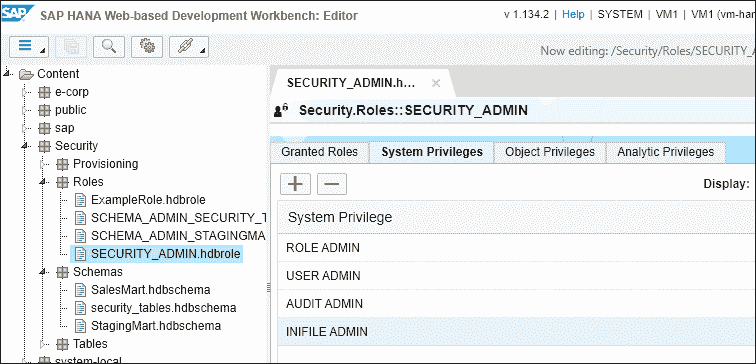 SAP SAP HANA Web-based Development Workbench: Editor
v 1.134.2 | Help | SYSTEM | VM1 | VM1 (vm-har
Now editing: /Security/Roles/SECURITY_A
Content
e-corp
public
sap
Security
Provisioning
Roles
ExampleRole.hdbrole
SCHEMA_ADMIN_SECURITY_T
SCHEMA_ADMIN_STAGINGMA
SECURITY_ADMIN.hdbrole
Schemas
SalesMart.hdbschema
security_tables.hdbschema
StagingMart.hdbschema
Tables
system-local
SECURITY_ADMIN.h... ×
Security.Roles::SECURITY_ADMIN
Granted Roles System Privileges Object Privileges Analytic Privileges
Display:
System Privilege
ROLE ADMIN
USER ADMIN
AUDIT ADMIN
INIFILE ADMIN